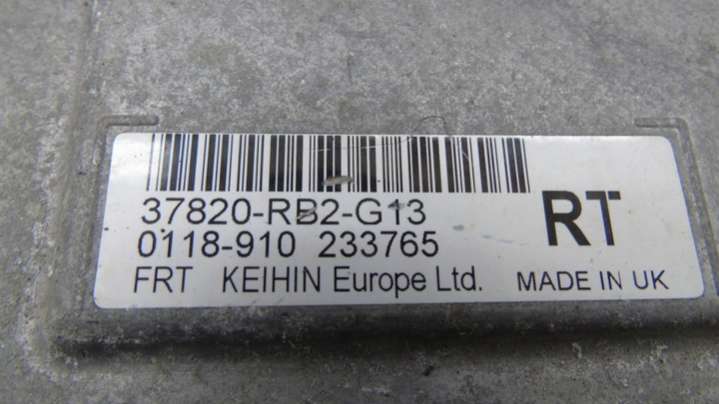 37820-RB2-G13
0118-910 233765
RT
FRT KEIHIN Europe Ltd. MADE IN UK